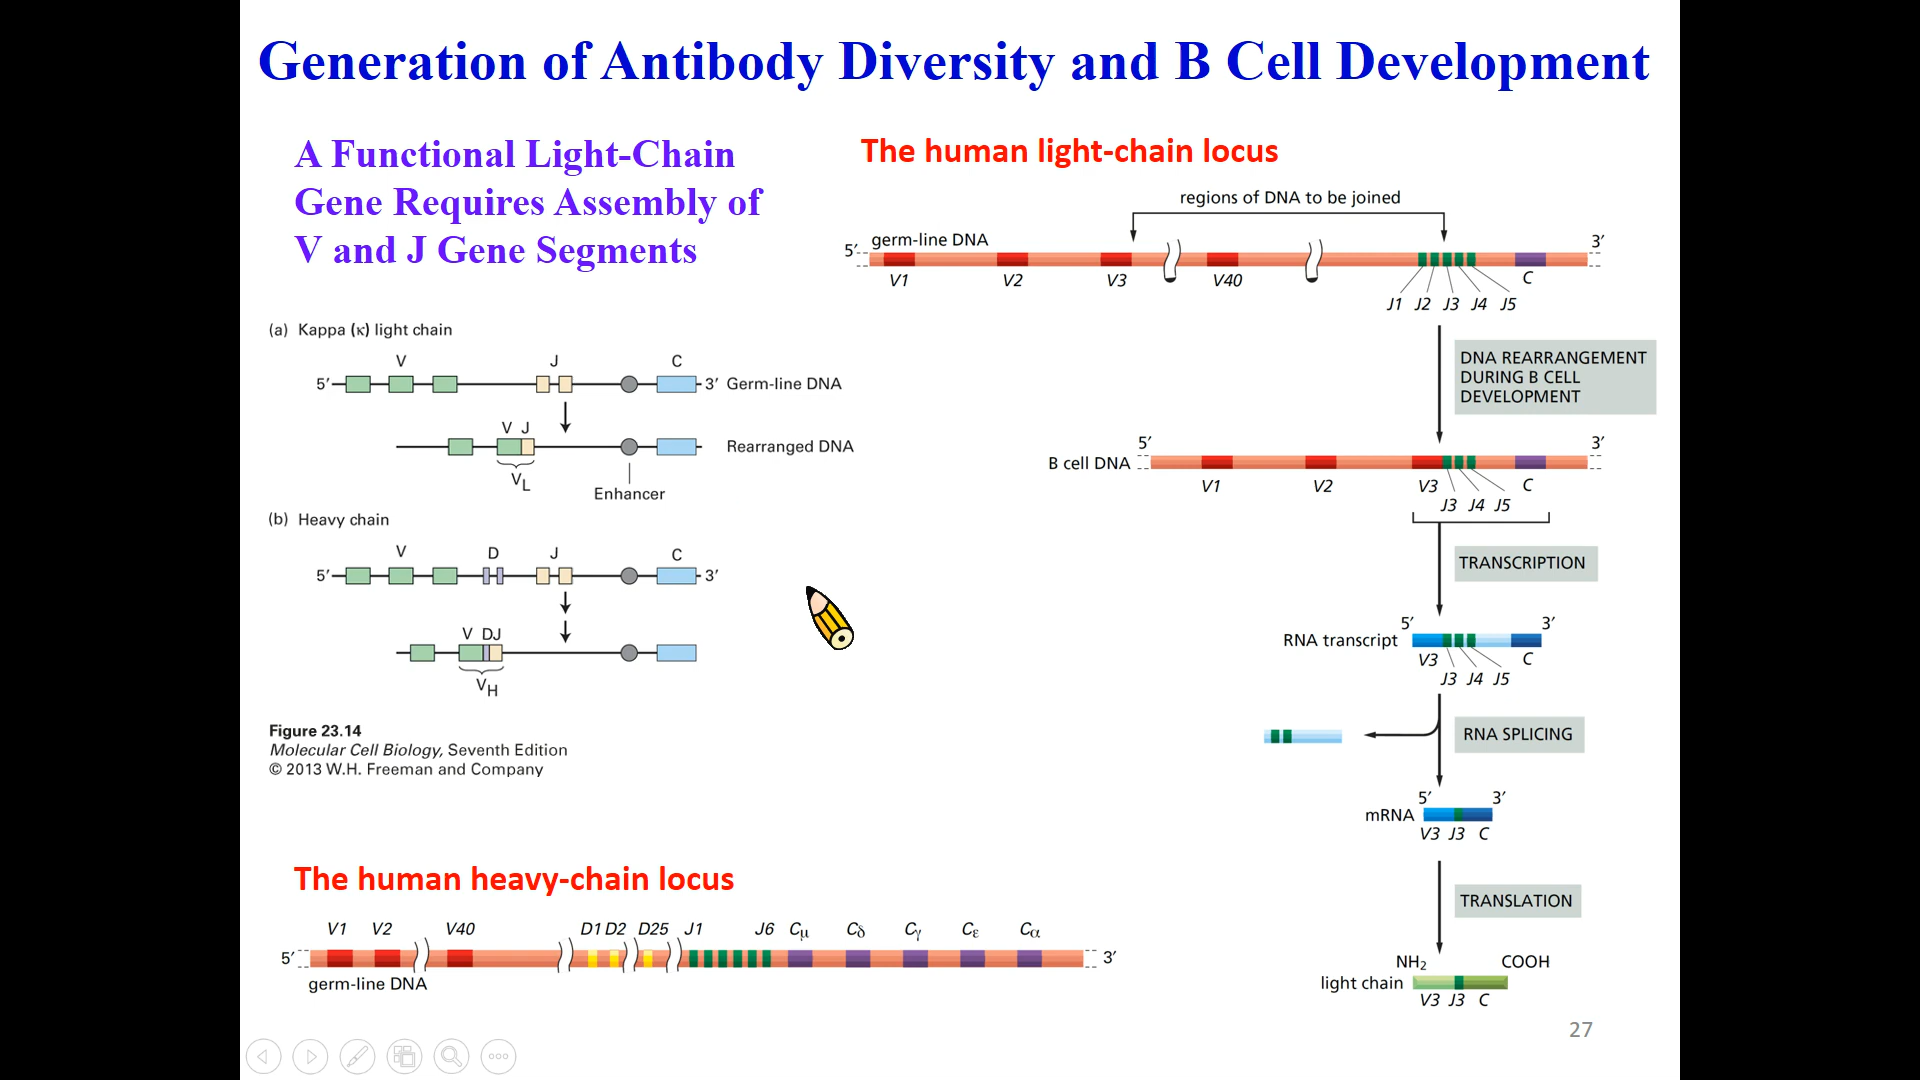 Generation of Antibody Diversity and B Cell Development
A Functional Light-Chain
Gene Requires Assembly of
V and J Gene Segments
(a) Kappa (κ) light chain
V J C
5′ 3′ Germ-line DNA
V J
Rearranged DNA
VL
Enhancer
(b) Heavy chain
V D J C
5′ 3′
V DJ
VH
Figure 23.14
Molecular Cell Biology, Seventh Edition
© 2013 W.H. Freeman and Company
The human heavy-chain locus
V1 V2 V40 D1 D2 D25 J1 J6 Cμ Cδ Cγ Cε Cα
5′ 3′
germ-line DNA
The human light-chain locus
regions of DNA to be joined
germ-line DNA
5′ 3′
V1 V2 V3 V40 C
J1 J2 J3 J4 J5
DNA REARRANGEMENT
DURING B CELL
DEVELOPMENT
5′ 3′
B cell DNA
V1 V2 V3 C
J3 J4 J5
TRANSCRIPTION
5′ 3′
RNA transcript
V3 C
J3 J4 J5
RNA SPLICING
5′ 3′
mRNA
V3 J3 C
TRANSLATION
NH2 COOH
light chain
V3 J3 C
27